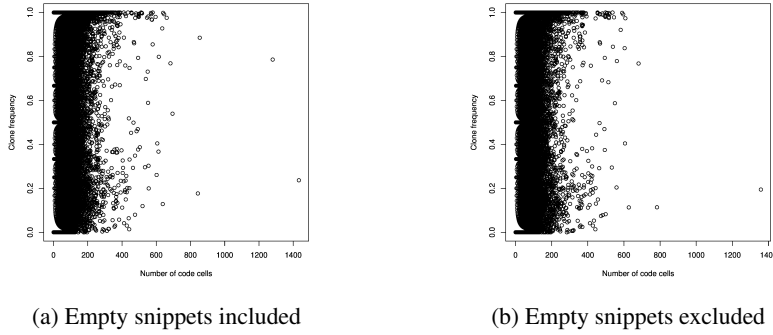 1.0
0.8
0.6
0.4
0.2
0.0
Clone frequency
0 200 400 600 800 1000 1200 1400
Number of code cells
(a) Empty snippets included
1.0
0.8
0.6
0.4
0.2
0.0
Clone frequency
0 200 400 600 800 1000 1200 140
Number of code cells
(b) Empty snippets excluded